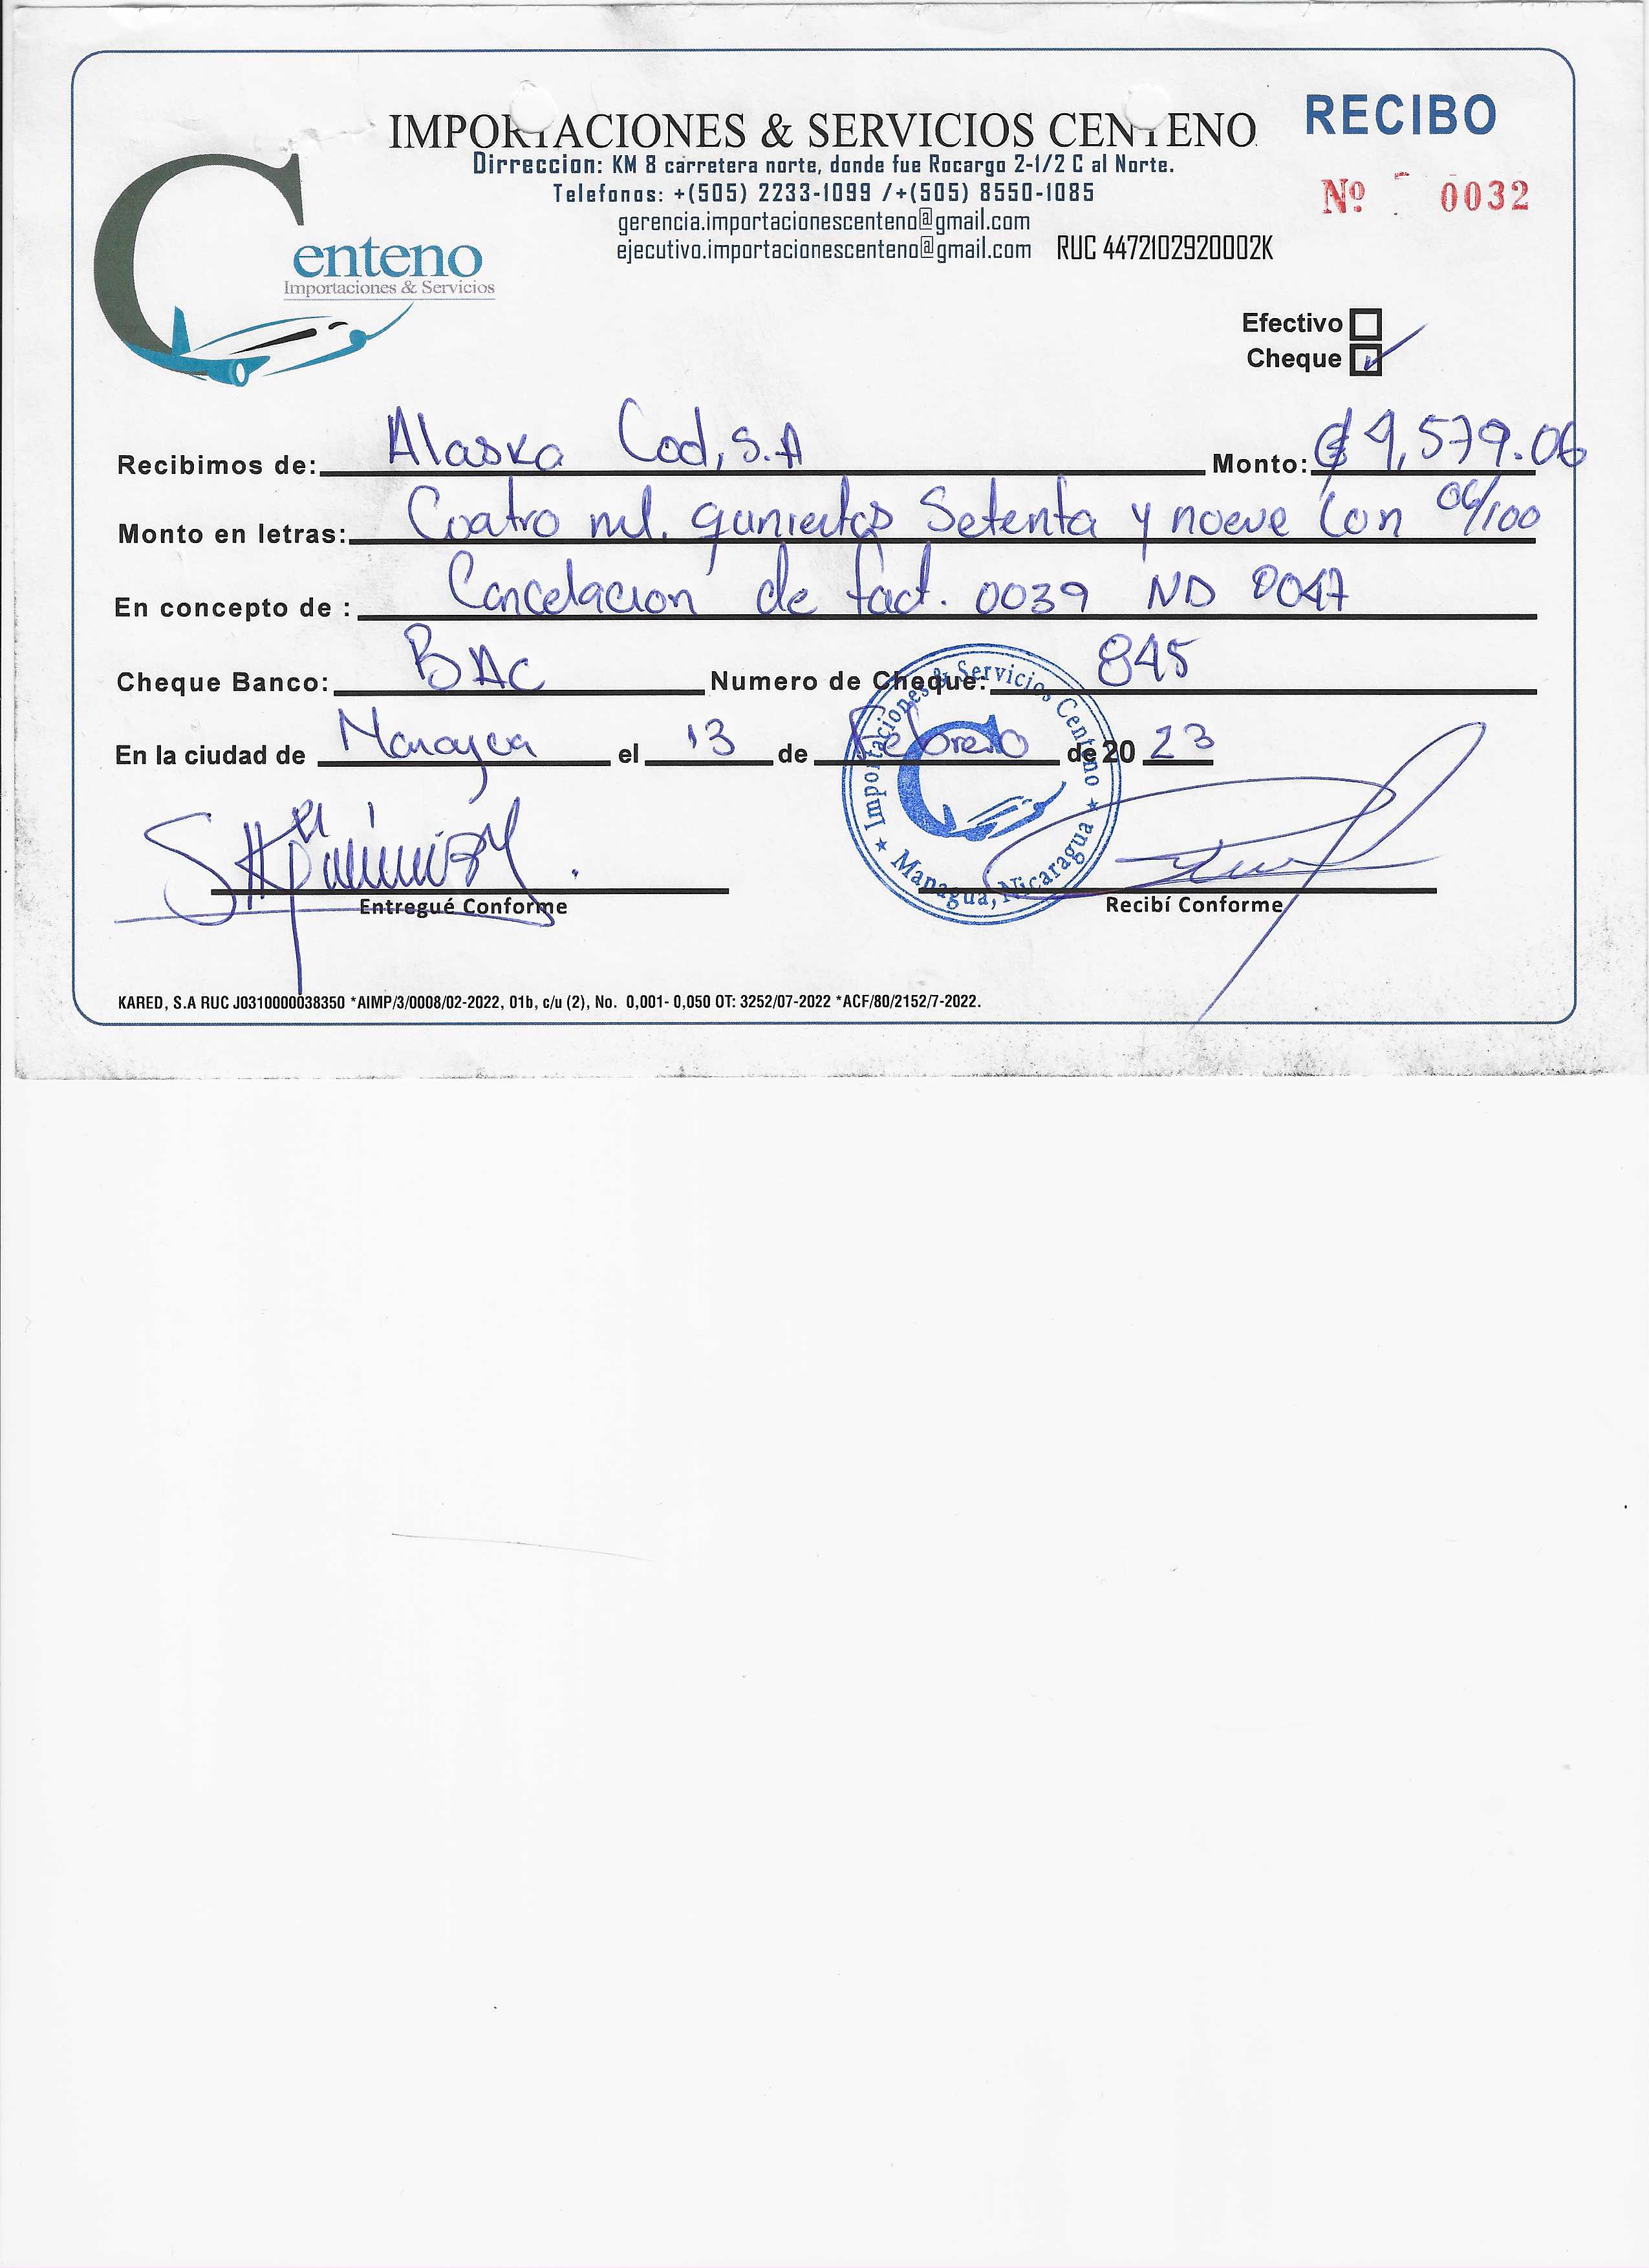 IMPORTACIONES & SERVICIOS CENTENO
RECIBO
Dirreccion: KM 8 carretera norte, donde fue Rocargo 2-1/2 C al Norte.
Telefonos: +(505) 2233-1099 /+(505) 8550-1085
Nº 0032
gerencia.importacionescenteno@gmail.com
ejecutivo.importacionescenteno@gmail.com RUC 4472102920002K
Centeno
Importaciones & Servicios
Efectivo
Cheque
Recibimos de: Alaska Cod, S.A Monto: ₡ 4,579.06
Monto en letras: Cuatro mil. quinientos Setenta y nueve con 06/100
En concepto de : Cancelacion de fact. 0039 ND 0047
Cheque Banco: BAC Numero de Cheque: 845
En la ciudad de Managua el 13 de Febrero de 20 23
Importaciones & Servicios Centeno
Managua, Nicaragua
Entregué Conforme Recibí Conforme
KARED, S.A RUC J0310000038350 *AIMP/3/0008/02-2022, 01b, c/u (2), No. 0,001- 0,050 OT: 3252/07-2022 *ACF/80/2152/7-2022.